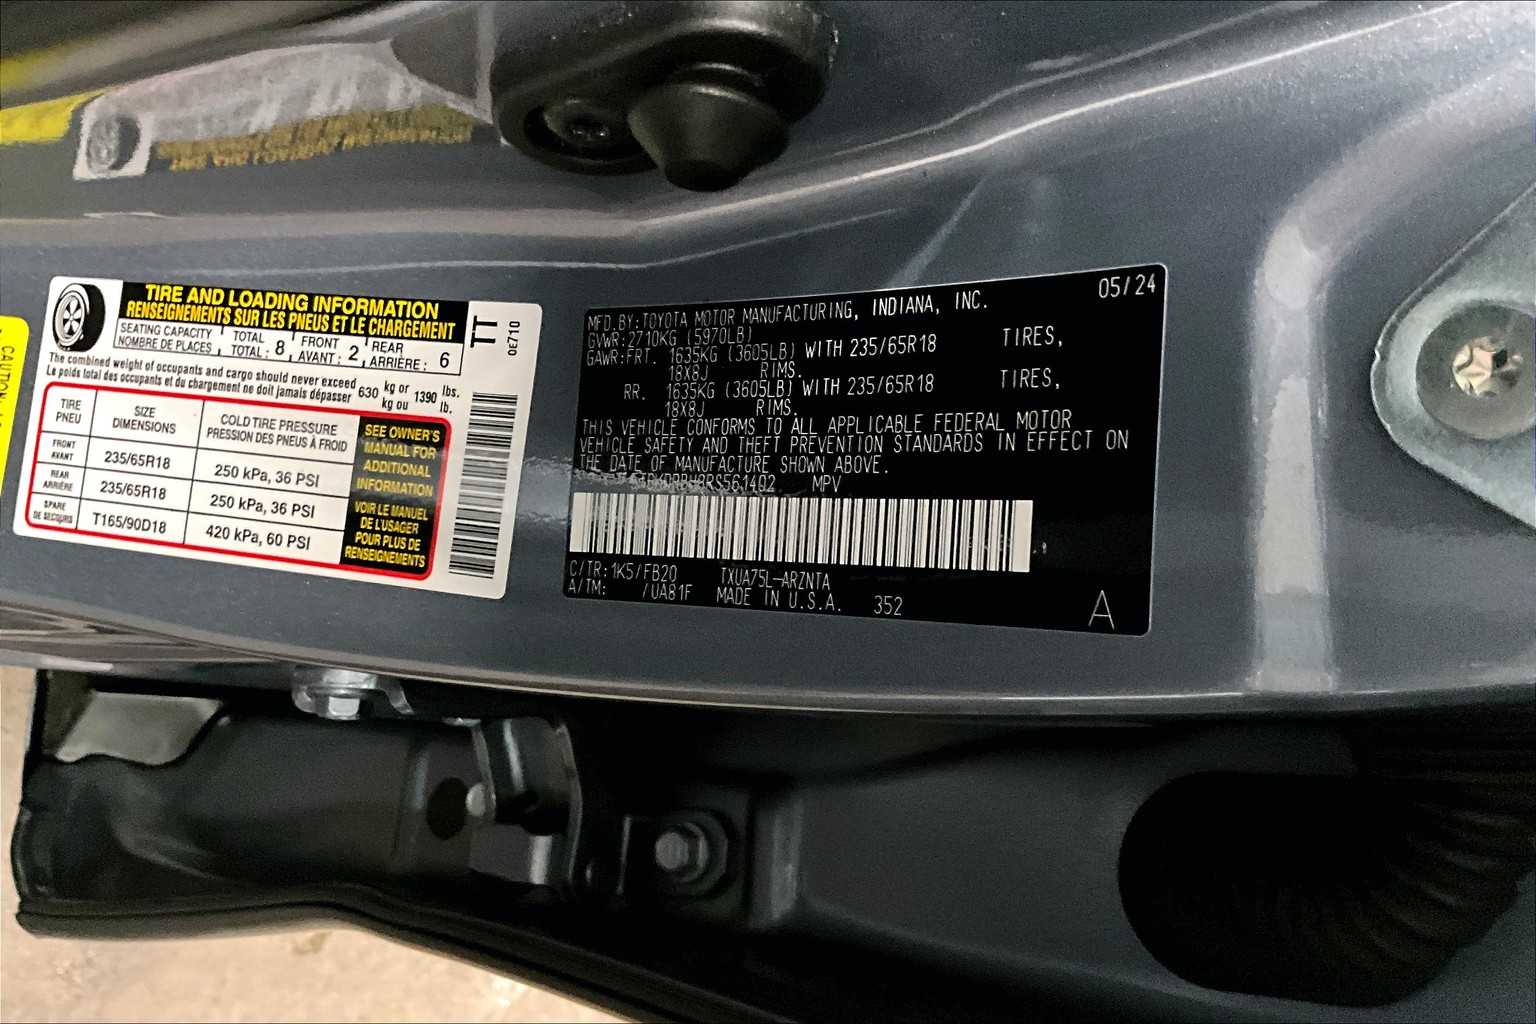 TIRE AND LOADING INFORMATION
RENSEIGNEMENTS SUR LES PNEUS ET LE CHARGEMENT
SEATING CAPACITY
NOMBRE DE PLACES
TOTAL
TOTAL : 8
FRONT
AVANT : 2
REAR
ARRIÈRE : 6
The combined weight of occupants and cargo should never exceed 630 kg or 1390 lbs.
Le poids total des occupants et du chargement ne doit jamais dépasser kg ou lb.
TIRE
PNEU
SIZE
DIMENSIONS
COLD TIRE PRESSURE
PRESSION DES PNEUS À FROID
FRONT
AVANT
235/65R18
250 kPa, 36 PSI
REAR
ARRIÈRE
235/65R18
250 kPa, 36 PSI
SPARE
DE SECOURS
T165/90D18
420 kPa, 60 PSI
SEE OWNER'S
MANUAL FOR
ADDITIONAL
INFORMATION
VOIR LE MANUEL
DE L'USAGER
POUR PLUS DE
RENSEIGNEMENTS
TT
0E710
CAUTION
05/24
MFD.BY:TOYOTA MOTOR MANUFACTURING, INDIANA, INC.
GVWR:2710KG (5970LB)
GAWR:FRT. 1635KG (3605LB) WITH 235/65R18 TIRES,
18X8J RIMS.
RR. 1635KG (3605LB) WITH 235/65R18 TIRES,
18X8J RIMS.
THIS VEHICLE CONFORMS TO ALL APPLICABLE FEDERAL MOTOR
VEHICLE SAFETY AND THEFT PREVENTION STANDARDS IN EFFECT ON
THE DATE OF MANUFACTURE SHOWN ABOVE.
MPV
C/TR:1K5/FB20 TXUA75L-ARZNTA
A/TM: /UA81F MADE IN U.S.A. 352
A